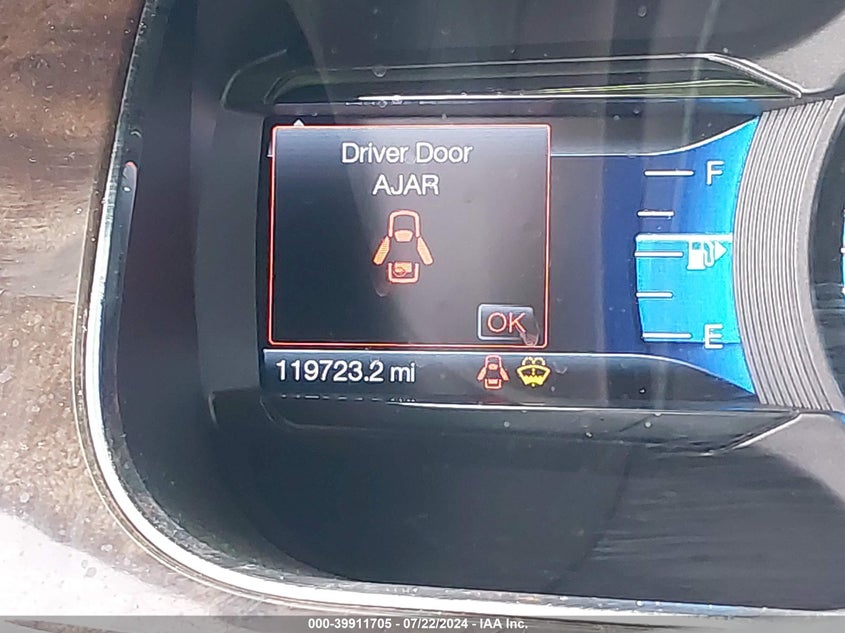 Driver Door
AJAR
OK
F
E
119723.2 mi
000-39911705 - 07/22/2024 - IAA Inc.